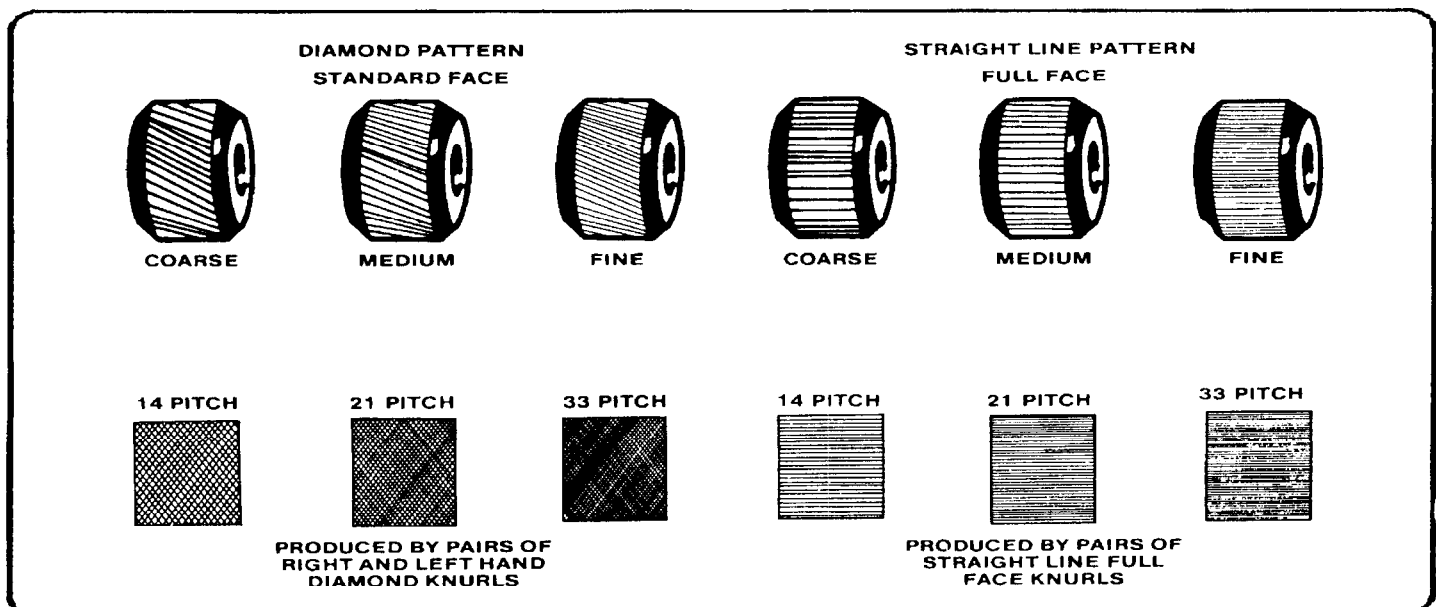 DIAMOND PATTERN
STANDARD FACE
COARSE
MEDIUM
FINE
STRAIGHT LINE PATTERN
FULL FACE
COARSE
MEDIUM
FINE
14 PITCH
21 PITCH
33 PITCH
PRODUCED BY PAIRS OF
RIGHT AND LEFT HAND
DIAMOND KNURLS
14 PITCH
21 PITCH
33 PITCH
PRODUCED BY PAIRS OF
STRAIGHT LINE FULL
FACE KNURLS